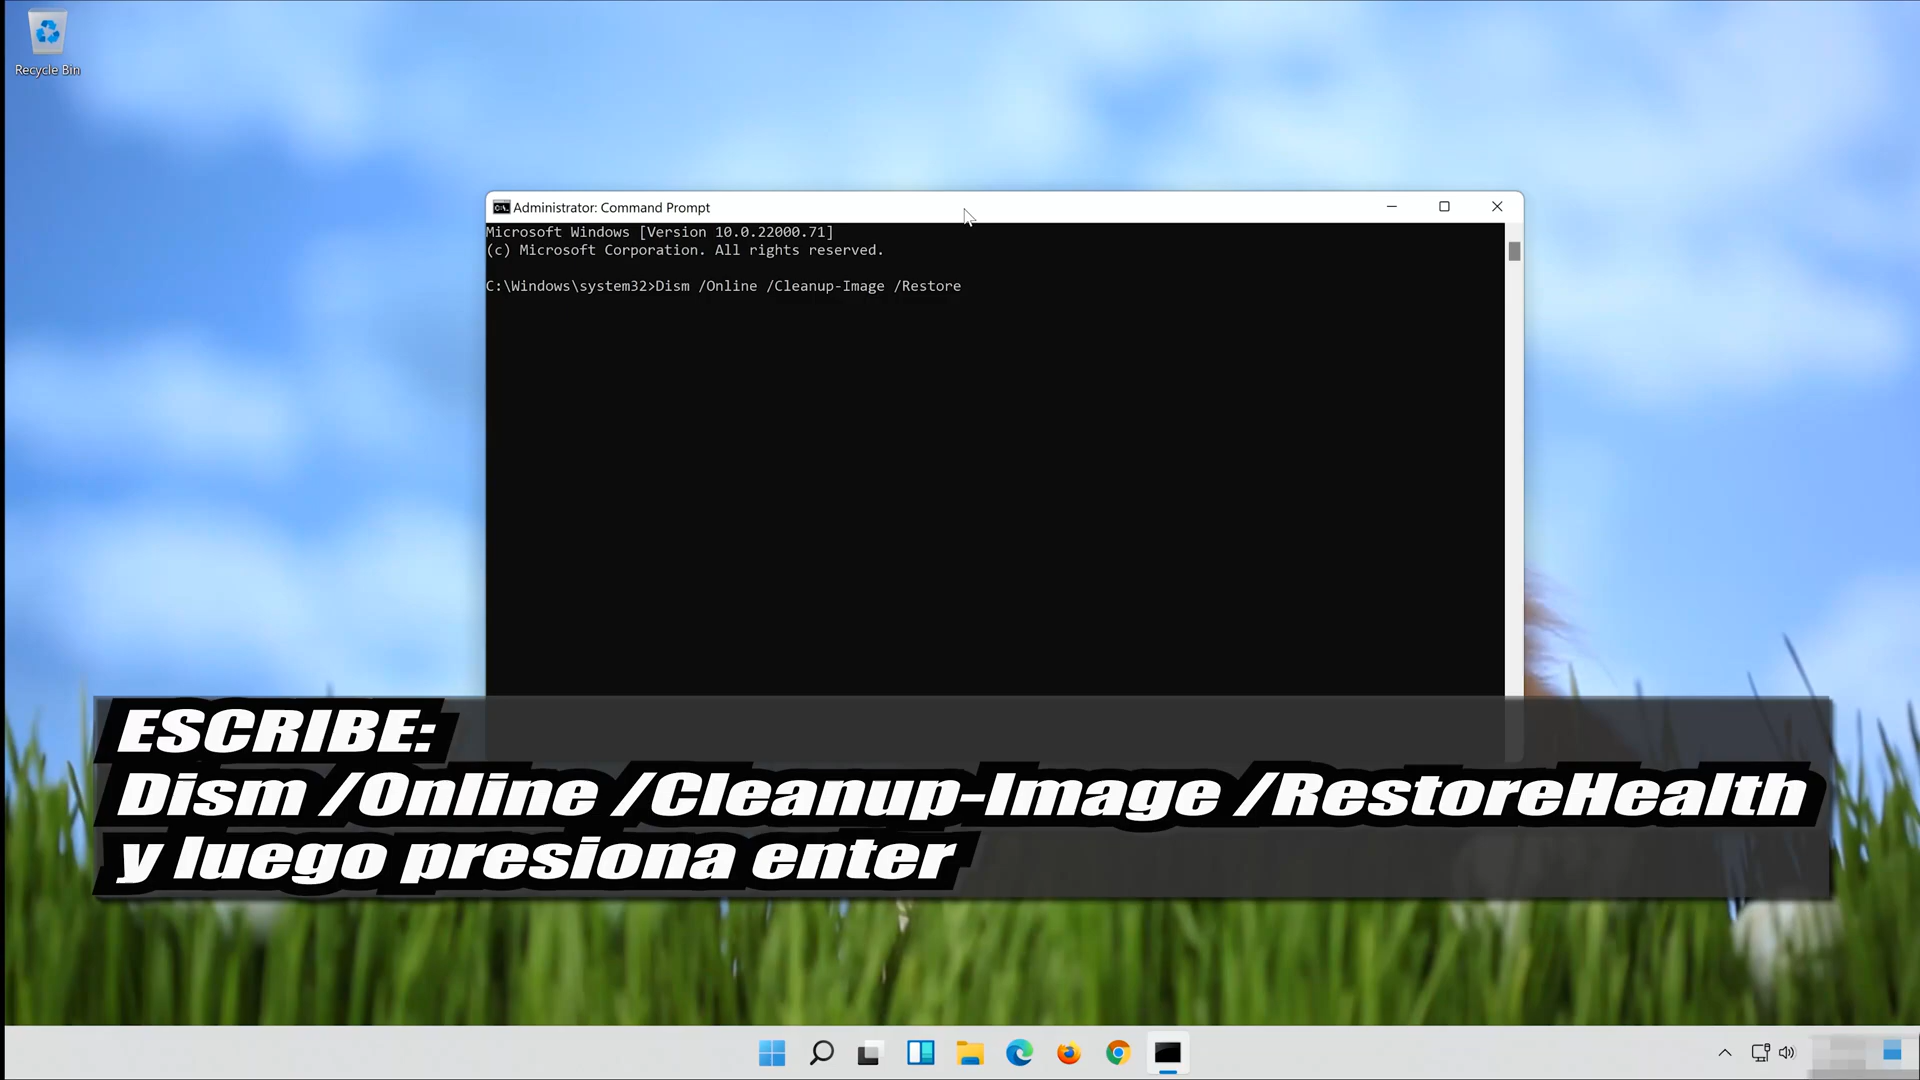 Recycle Bin
Administrator: Command Prompt
Microsoft Windows [Version 10.0.22000.71]
(c) Microsoft Corporation. All rights reserved.
C:\Windows\system32>Dism /Online /Cleanup-Image /Restore
ESCRIBE:
Dism /Online /Cleanup-Image /RestoreHealth
y luego presiona enter